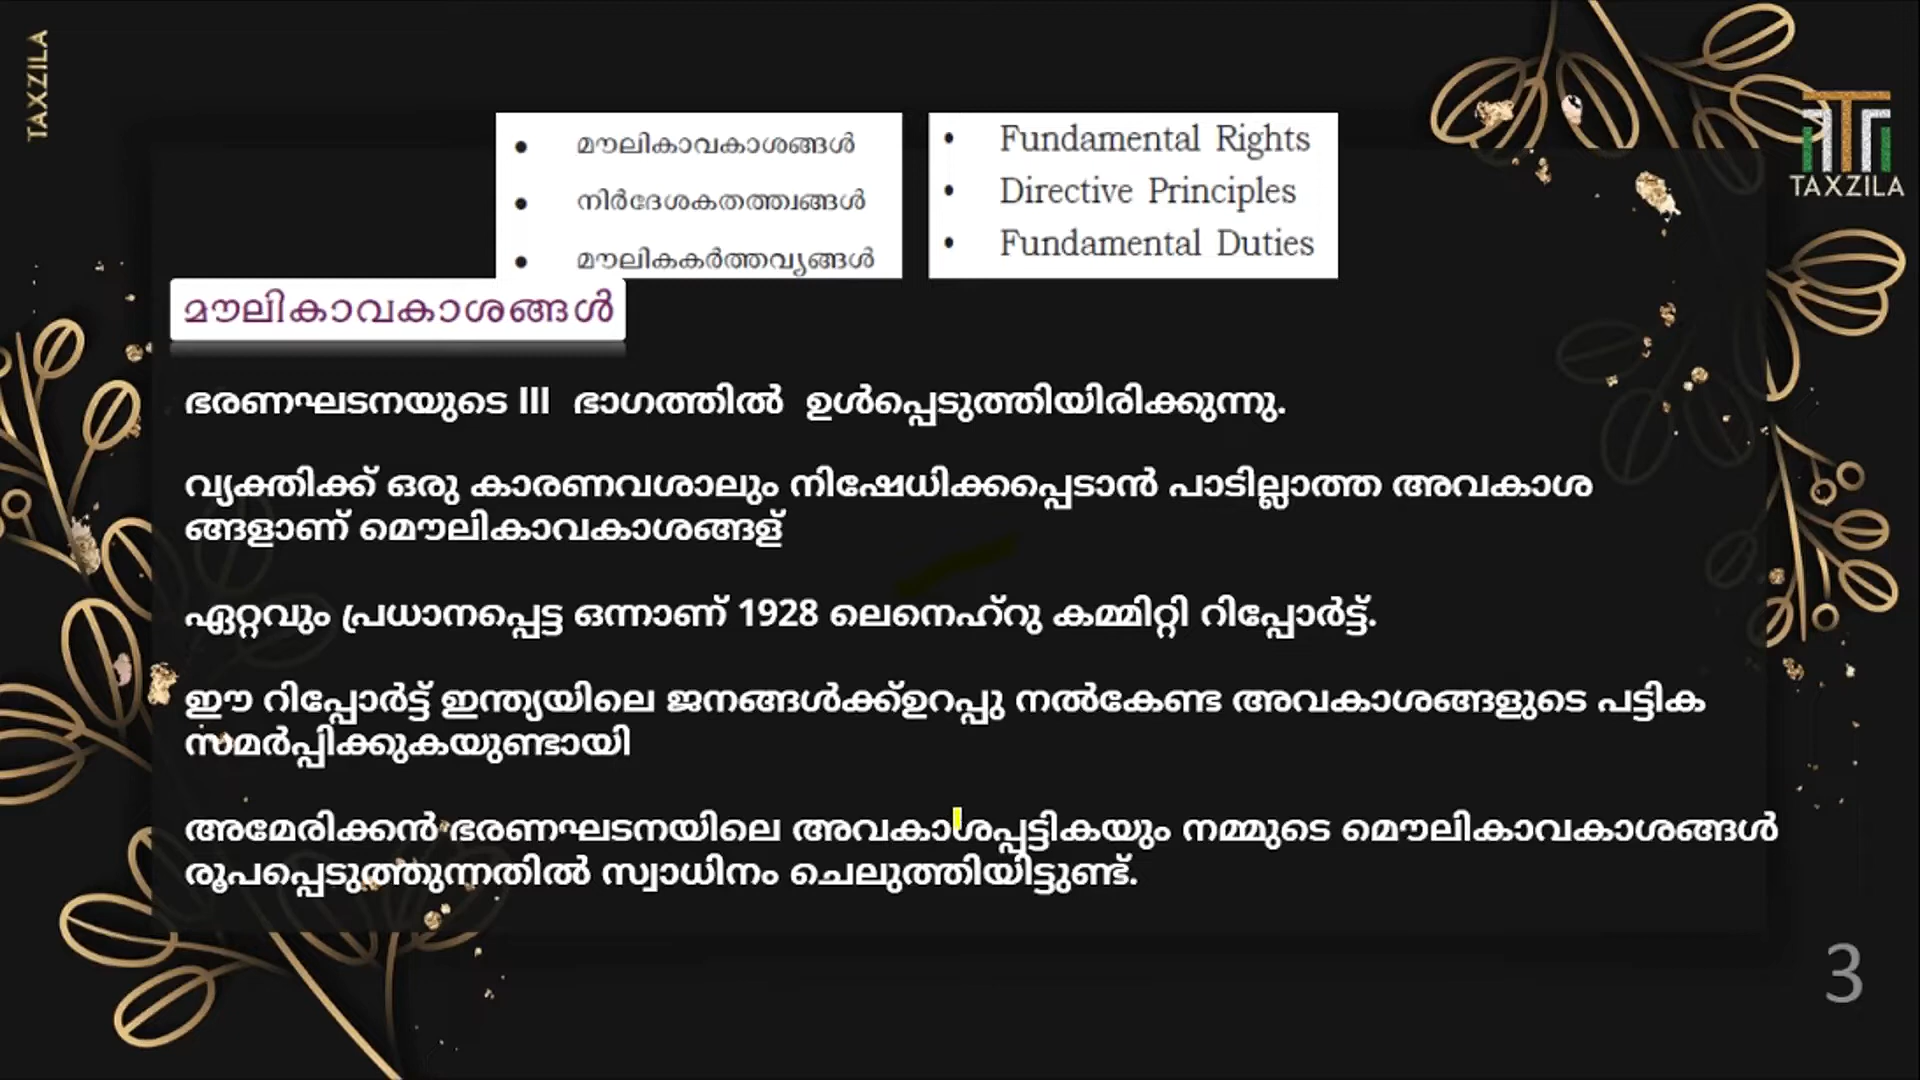 TAXZILA
TAXZILA
• മൗലികാവകാശങ്ങൾ
• നിർദേശകതത്ത്വങ്ങൾ
• മൗലികകർത്തവ്യങ്ങൾ
• Fundamental Rights
• Directive Principles
• Fundamental Duties
മൗലികാവകാശങ്ങൾ
ഭരണഘടനയുടെ III ഭാഗത്തിൽ ഉൾപ്പെടുത്തിയിരിക്കുന്നു.
വ്യക്തിക്ക് ഒരു കാരണവശാലും നിഷേധിക്കപ്പെടാൻ പാടില്ലാത്ത അവകാശ
ങ്ങളാണ് മൌലികാവകാശങ്ങള്
ഏറ്റവും പ്രധാനപ്പെട്ട ഒന്നാണ് 1928 ലെനെഹ്‌റു കമ്മിറ്റി റിപ്പോർട്ട്.
ഈ റിപ്പോർട്ട് ഇന്ത്യയിലെ ജനങ്ങൾക്ക്ഉറപ്പു നൽകേണ്ട അവകാശങ്ങളുടെ പട്ടിക
സമർപ്പിക്കുകയുണ്ടായി
അമേരിക്കൻ ഭരണഘടനയിലെ അവകാശപ്പട്ടികയും നമ്മുടെ മൌലികാവകാശങ്ങൾ
രൂപപ്പെടുത്തുന്നതിൽ സ്വാധിനം ചെലുത്തിയിട്ടുണ്ട്.
3